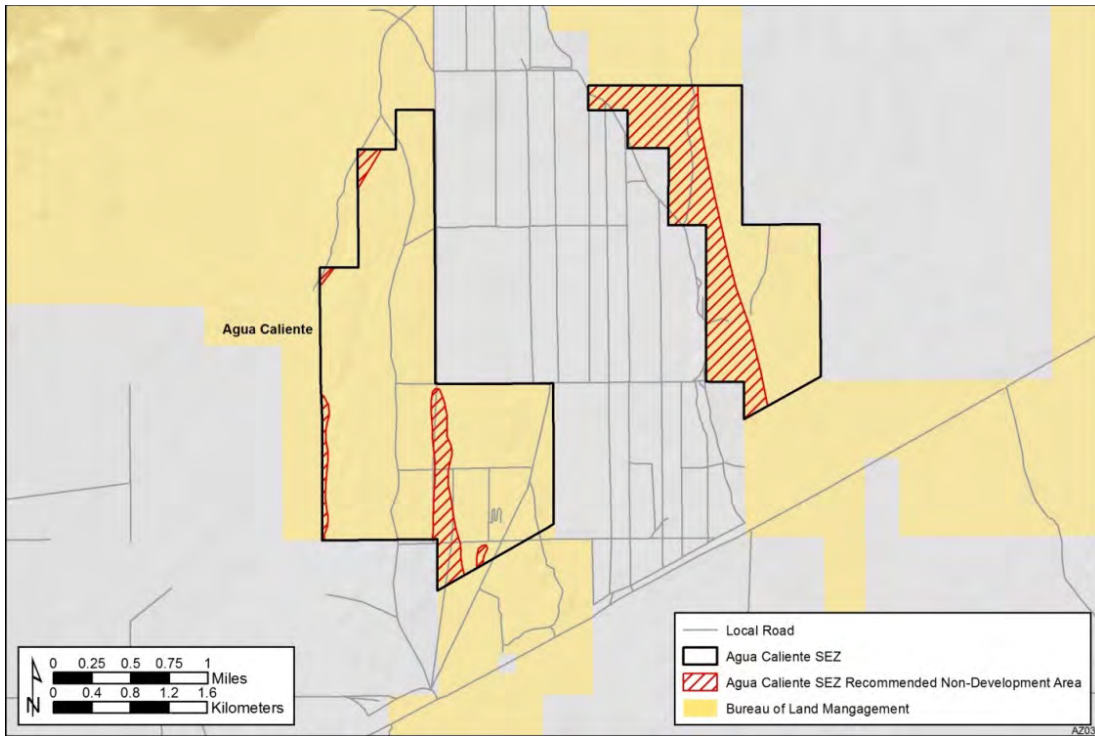 Agua Caliente
0 0.25 0.5 0.75 1
Miles
0 0.4 0.8 1.2 1.6
Kilometers
N
Local Road
Agua Caliente SEZ
Agua Caliente SEZ Recommended Non-Development Area
Bureau of Land Mangagement
AZ03